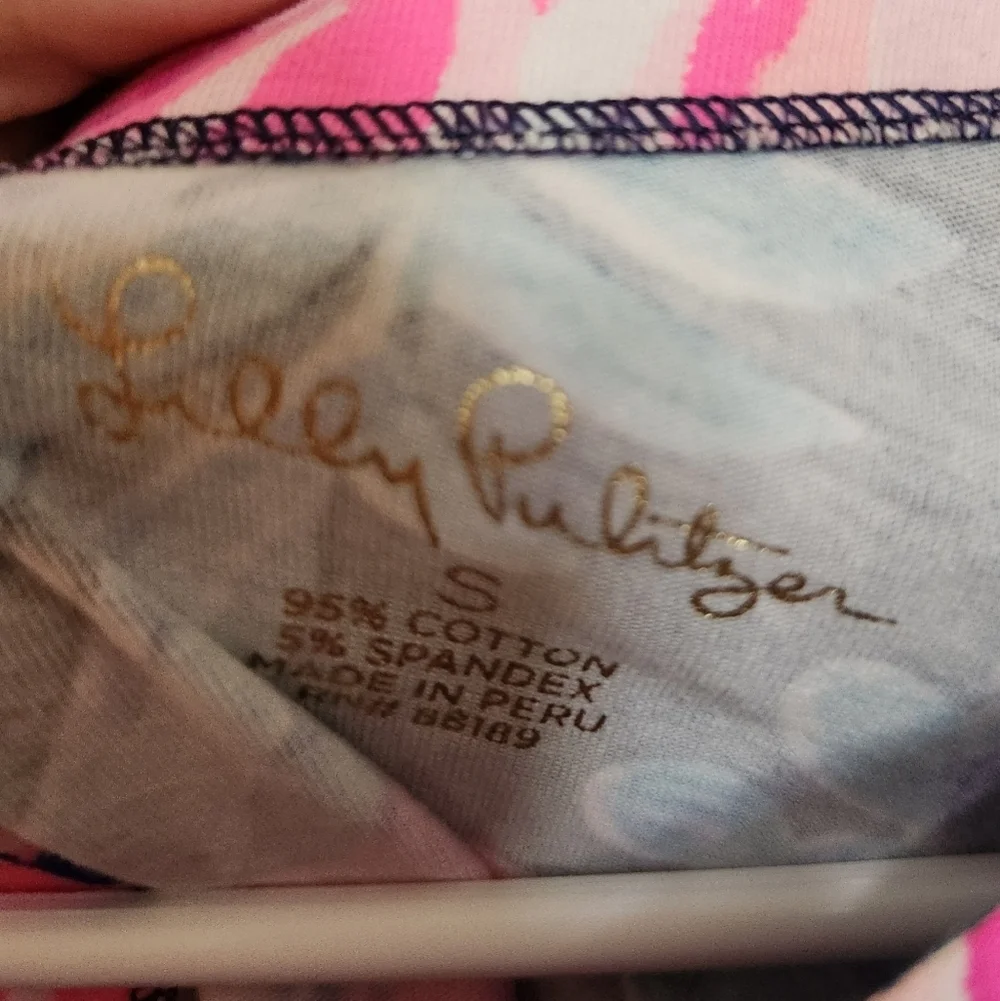 Lilly Pulitzer
S
95% COTTON
5% SPANDEX
MADE IN PERU
RN# 88189